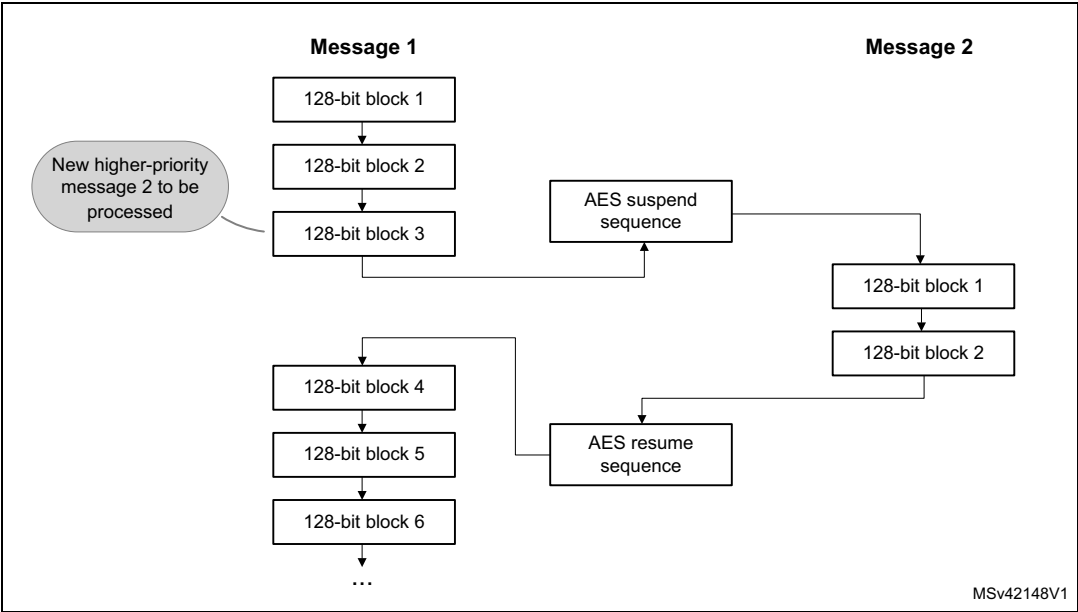 Message 1
Message 2
128-bit block 1
128-bit block 2
New higher-priority
message 2 to be
processed
128-bit block 3
AES suspend
sequence
128-bit block 1
128-bit block 2
AES resume
sequence
128-bit block 4
128-bit block 5
128-bit block 6
...
MSv42148V1